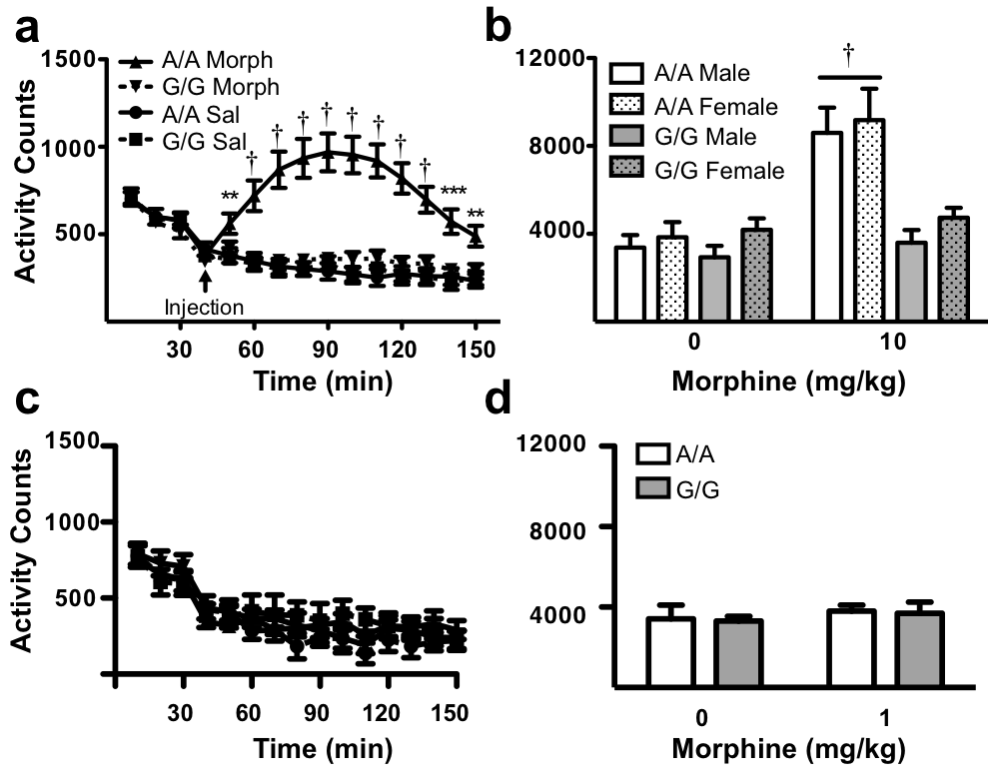 a
1500
A/A Morph
G/G Morph
A/A Sal
G/G Sal
1000
500
Activity Counts
** † † † † † † † † *** **
Injection
30 60 90 120 150
Time (min)
b
12000
8000
4000
A/A Male
A/A Female
G/G Male
G/G Female
†
0 10
Morphine (mg/kg)
c
1500
1000
500
Activity Counts
30 60 90 120 150
Time (min)
d
12000
8000
4000
A/A
G/G
0 1
Morphine (mg/kg)